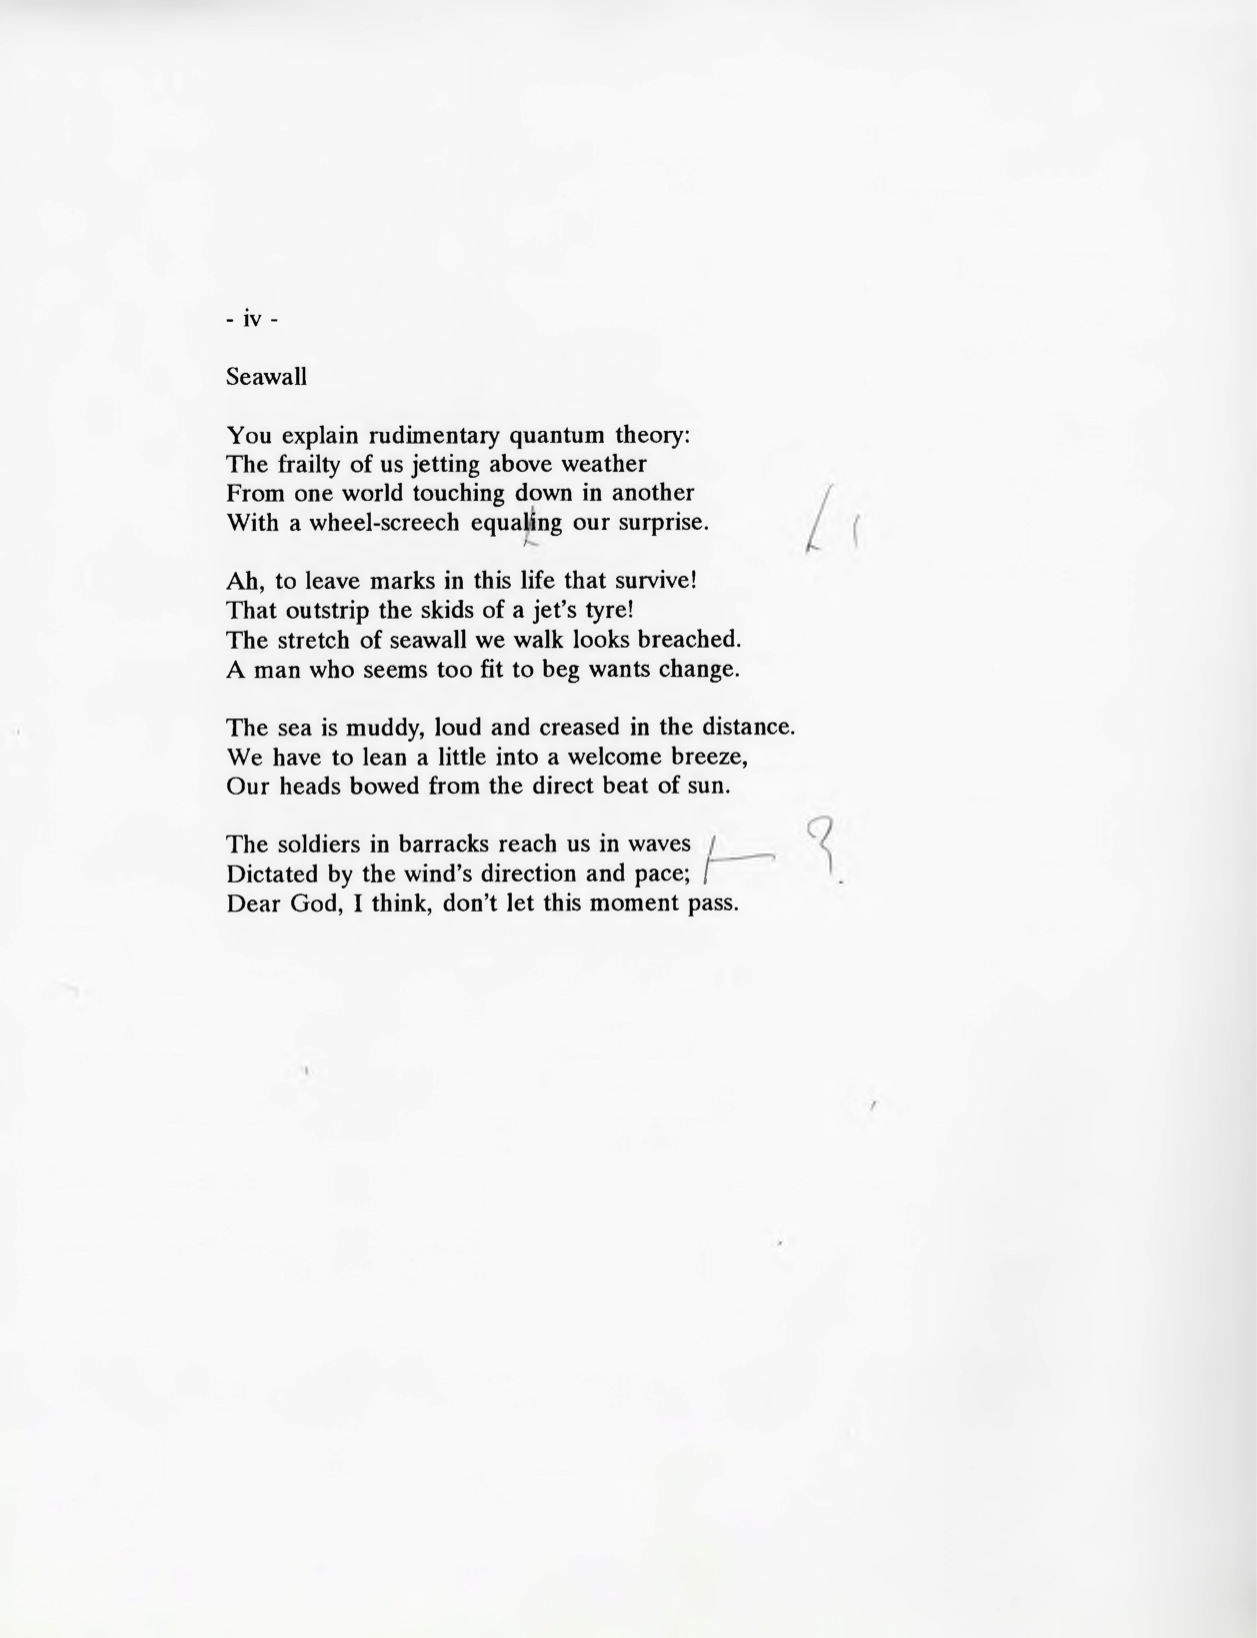 - iv -
Seawall
You explain rudimentary quantum theory:
The frailty of us jetting above weather
From one world touching down in another
With a wheel-screech equaling our surprise.
Ah, to leave marks in this life that survive!
That outstrip the skids of a jet's tyre!
The stretch of seawall we walk looks breached.
A man who seems too fit to beg wants change.
The sea is muddy, loud and creased in the distance.
We have to lean a little into a welcome breeze,
Our heads bowed from the direct beat of sun.
The soldiers in barracks reach us in waves
Dictated by the wind's direction and pace;
?
Dear God, I think, don't let this moment pass.